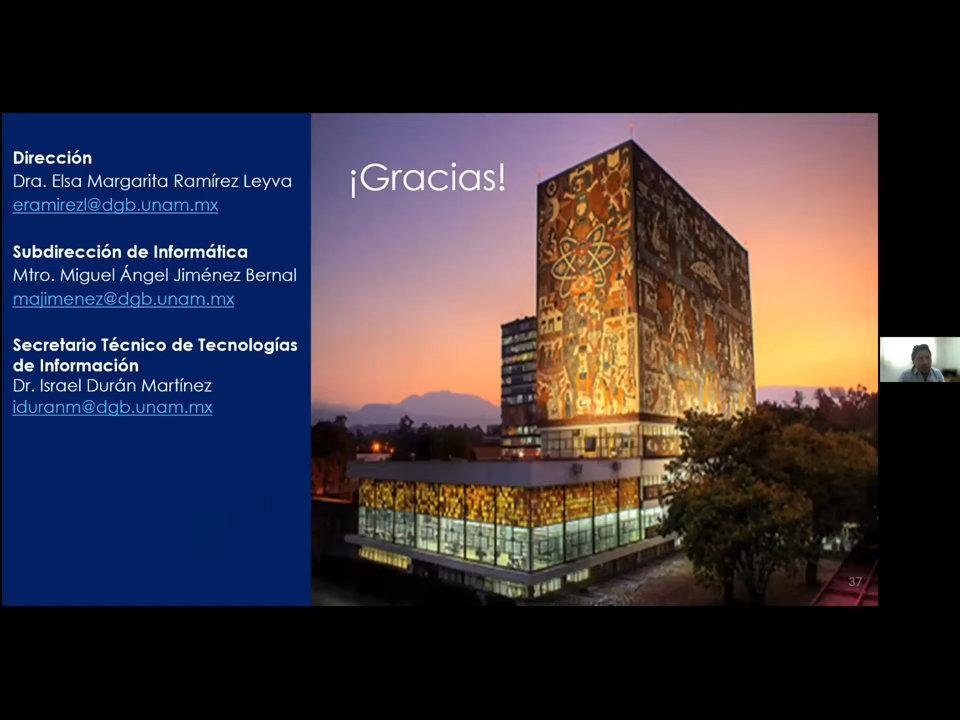 Dirección
Dra. Elsa Margarita Ramírez Leyva
eramirezl@dgb.unam.mx
Subdirección de Informática
Mtro. Miguel Ángel Jiménez Bernal
majimenez@dgb.unam.mx
Secretario Técnico de Tecnologías
de Información
Dr. Israel Durán Martínez
iduranm@dgb.unam.mx
¡Gracias!
37